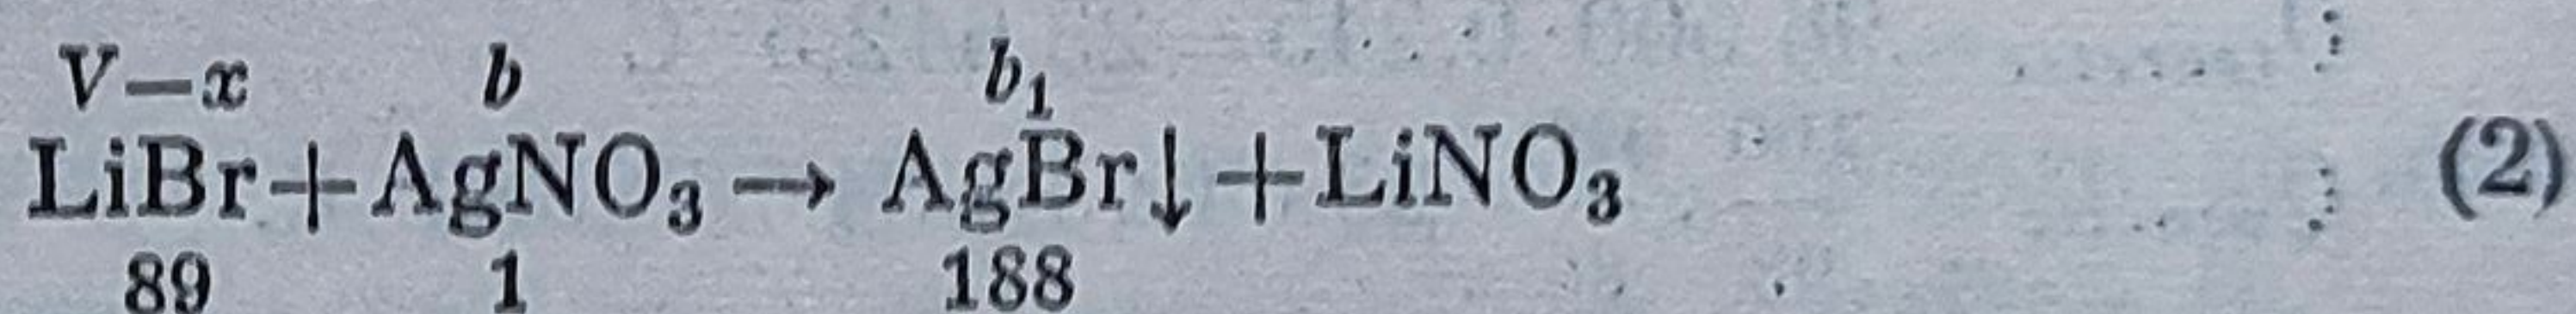 V—x b b₁
LiBr+AgNO₃→ AgBr↓+LiNO₃ (2)
89 1 188